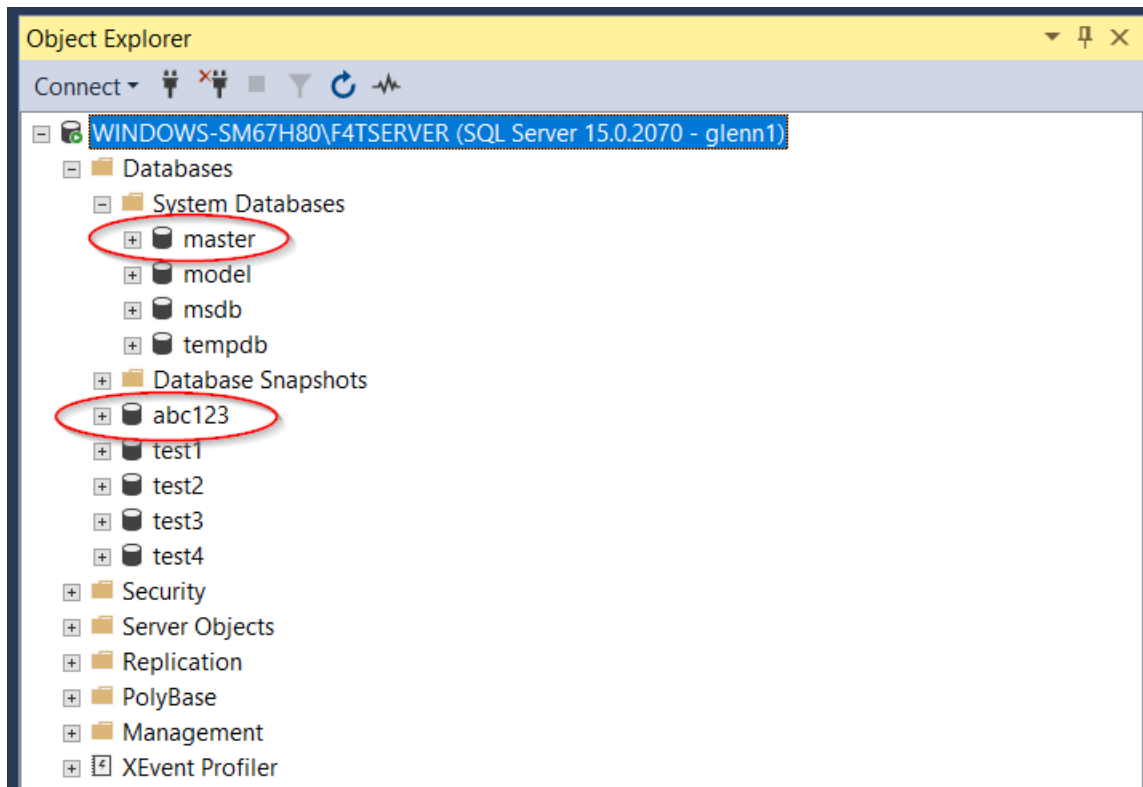 Object Explorer
Connect
WINDOWS-SM67H80\F4TSERVER (SQL Server 15.0.2070 - glenn1)
Databases
System Databases
master
model
msdb
tempdb
Database Snapshots
abc123
test1
test2
test3
test4
Security
Server Objects
Replication
PolyBase
Management
XEvent Profiler